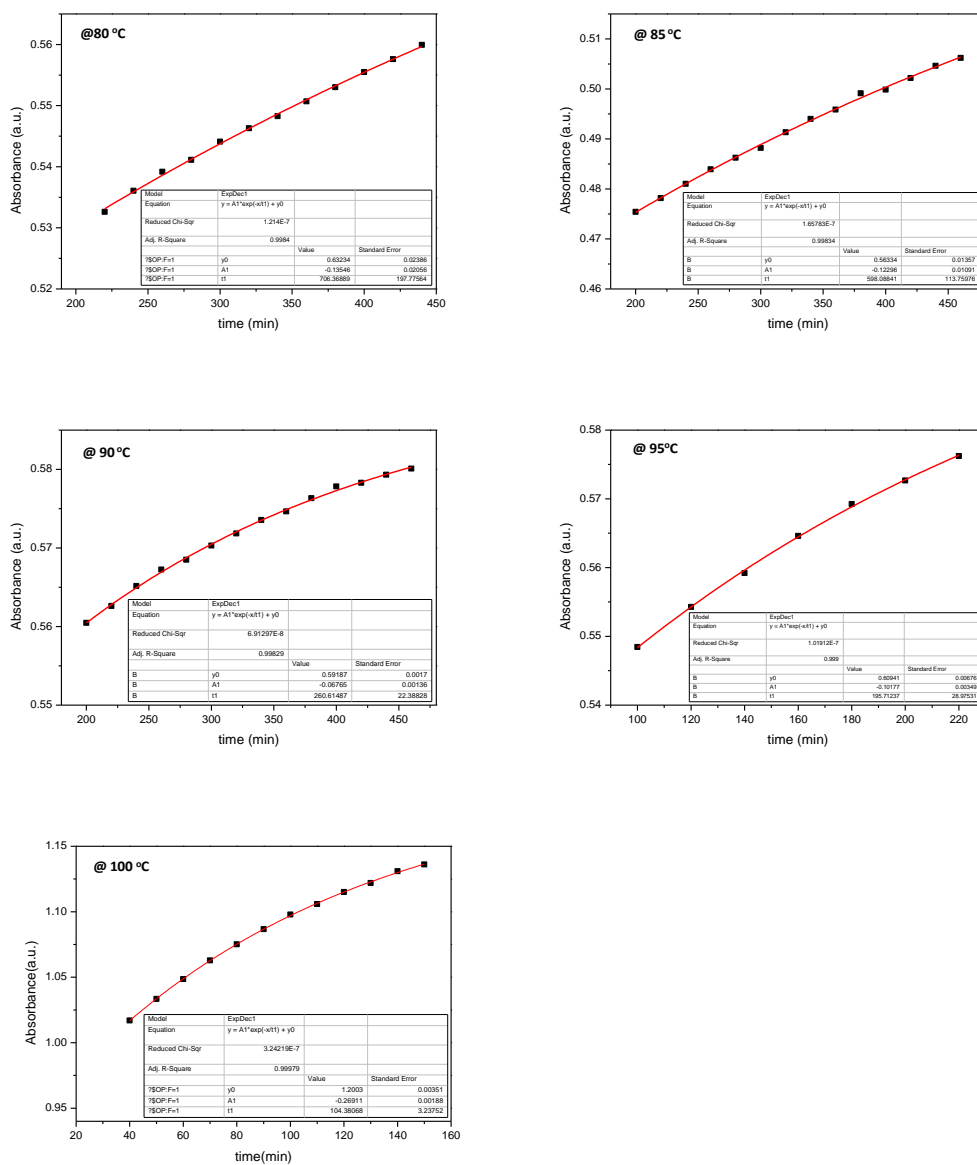 @80 °C
0.56
0.55
0.54
0.53
0.52
Absorbance (a.u.)
200 250 300 350 400 450
time (min)
Model ExpDec1
Equation y = A1*exp(-x/t1) + y0
Reduced Chi-Sqr 1.214E-7
Adj. R-Square 0.9984
Value Standard Error
?$OP:F=1 y0 0.63234 0.02386
?$OP:F=1 A1 -0.13546 0.02056
?$OP:F=1 t1 706.36889 197.77564
@ 85 °C
0.51
0.50
0.49
0.48
0.47
0.46
Absorbance (a.u.)
200 250 300 350 400 450
time (min)
Model ExpDec1
Equation y = A1*exp(-x/t1) + y0
Reduced Chi-Sqr 1.65783E-7
Adj. R-Square 0.99834
Value Standard Error
B y0 0.56334 0.01357
B A1 -0.12296 0.01091
B t1 598.08841 113.75976
@ 90 °C
0.58
0.57
0.56
0.55
Absorbance (a.u.)
200 250 300 350 400 450
time (min)
Model ExpDec1
Equation y = A1*exp(-x/t1) + y0
Reduced Chi-Sqr 6.91297E-8
Adj. R-Square 0.99829
Value Standard Error
B y0 0.59187 0.0017
B A1 -0.06765 0.00136
B t1 260.61487 22.38828
@ 95°C
0.58
0.57
0.56
0.55
0.54
Absorbance (a.u.)
100 120 140 160 180 200 220
time (min)
Model ExpDec1
Equation y = A1*exp(-x/t1) + y0
Reduced Chi-Sqr 1.01912E-7
Adj. R-Square 0.999
Value Standard Error
B y0 0.60941 0.00676
B A1 -0.10177 0.00349
B t1 195.71237 28.97531
@ 100 °C
1.15
1.10
1.05
1.00
0.95
Absorbance(a.u.)
20 40 60 80 100 120 140 160
time(min)
Model ExpDec1
Equation y = A1*exp(-x/t1) + y0
Reduced Chi-Sqr 3.24219E-7
Adj. R-Square 0.99979
Value Standard Error
?$OP:F=1 y0 1.2003 0.00351
?$OP:F=1 A1 -0.26911 0.00188
?$OP:F=1 t1 104.38068 3.23752